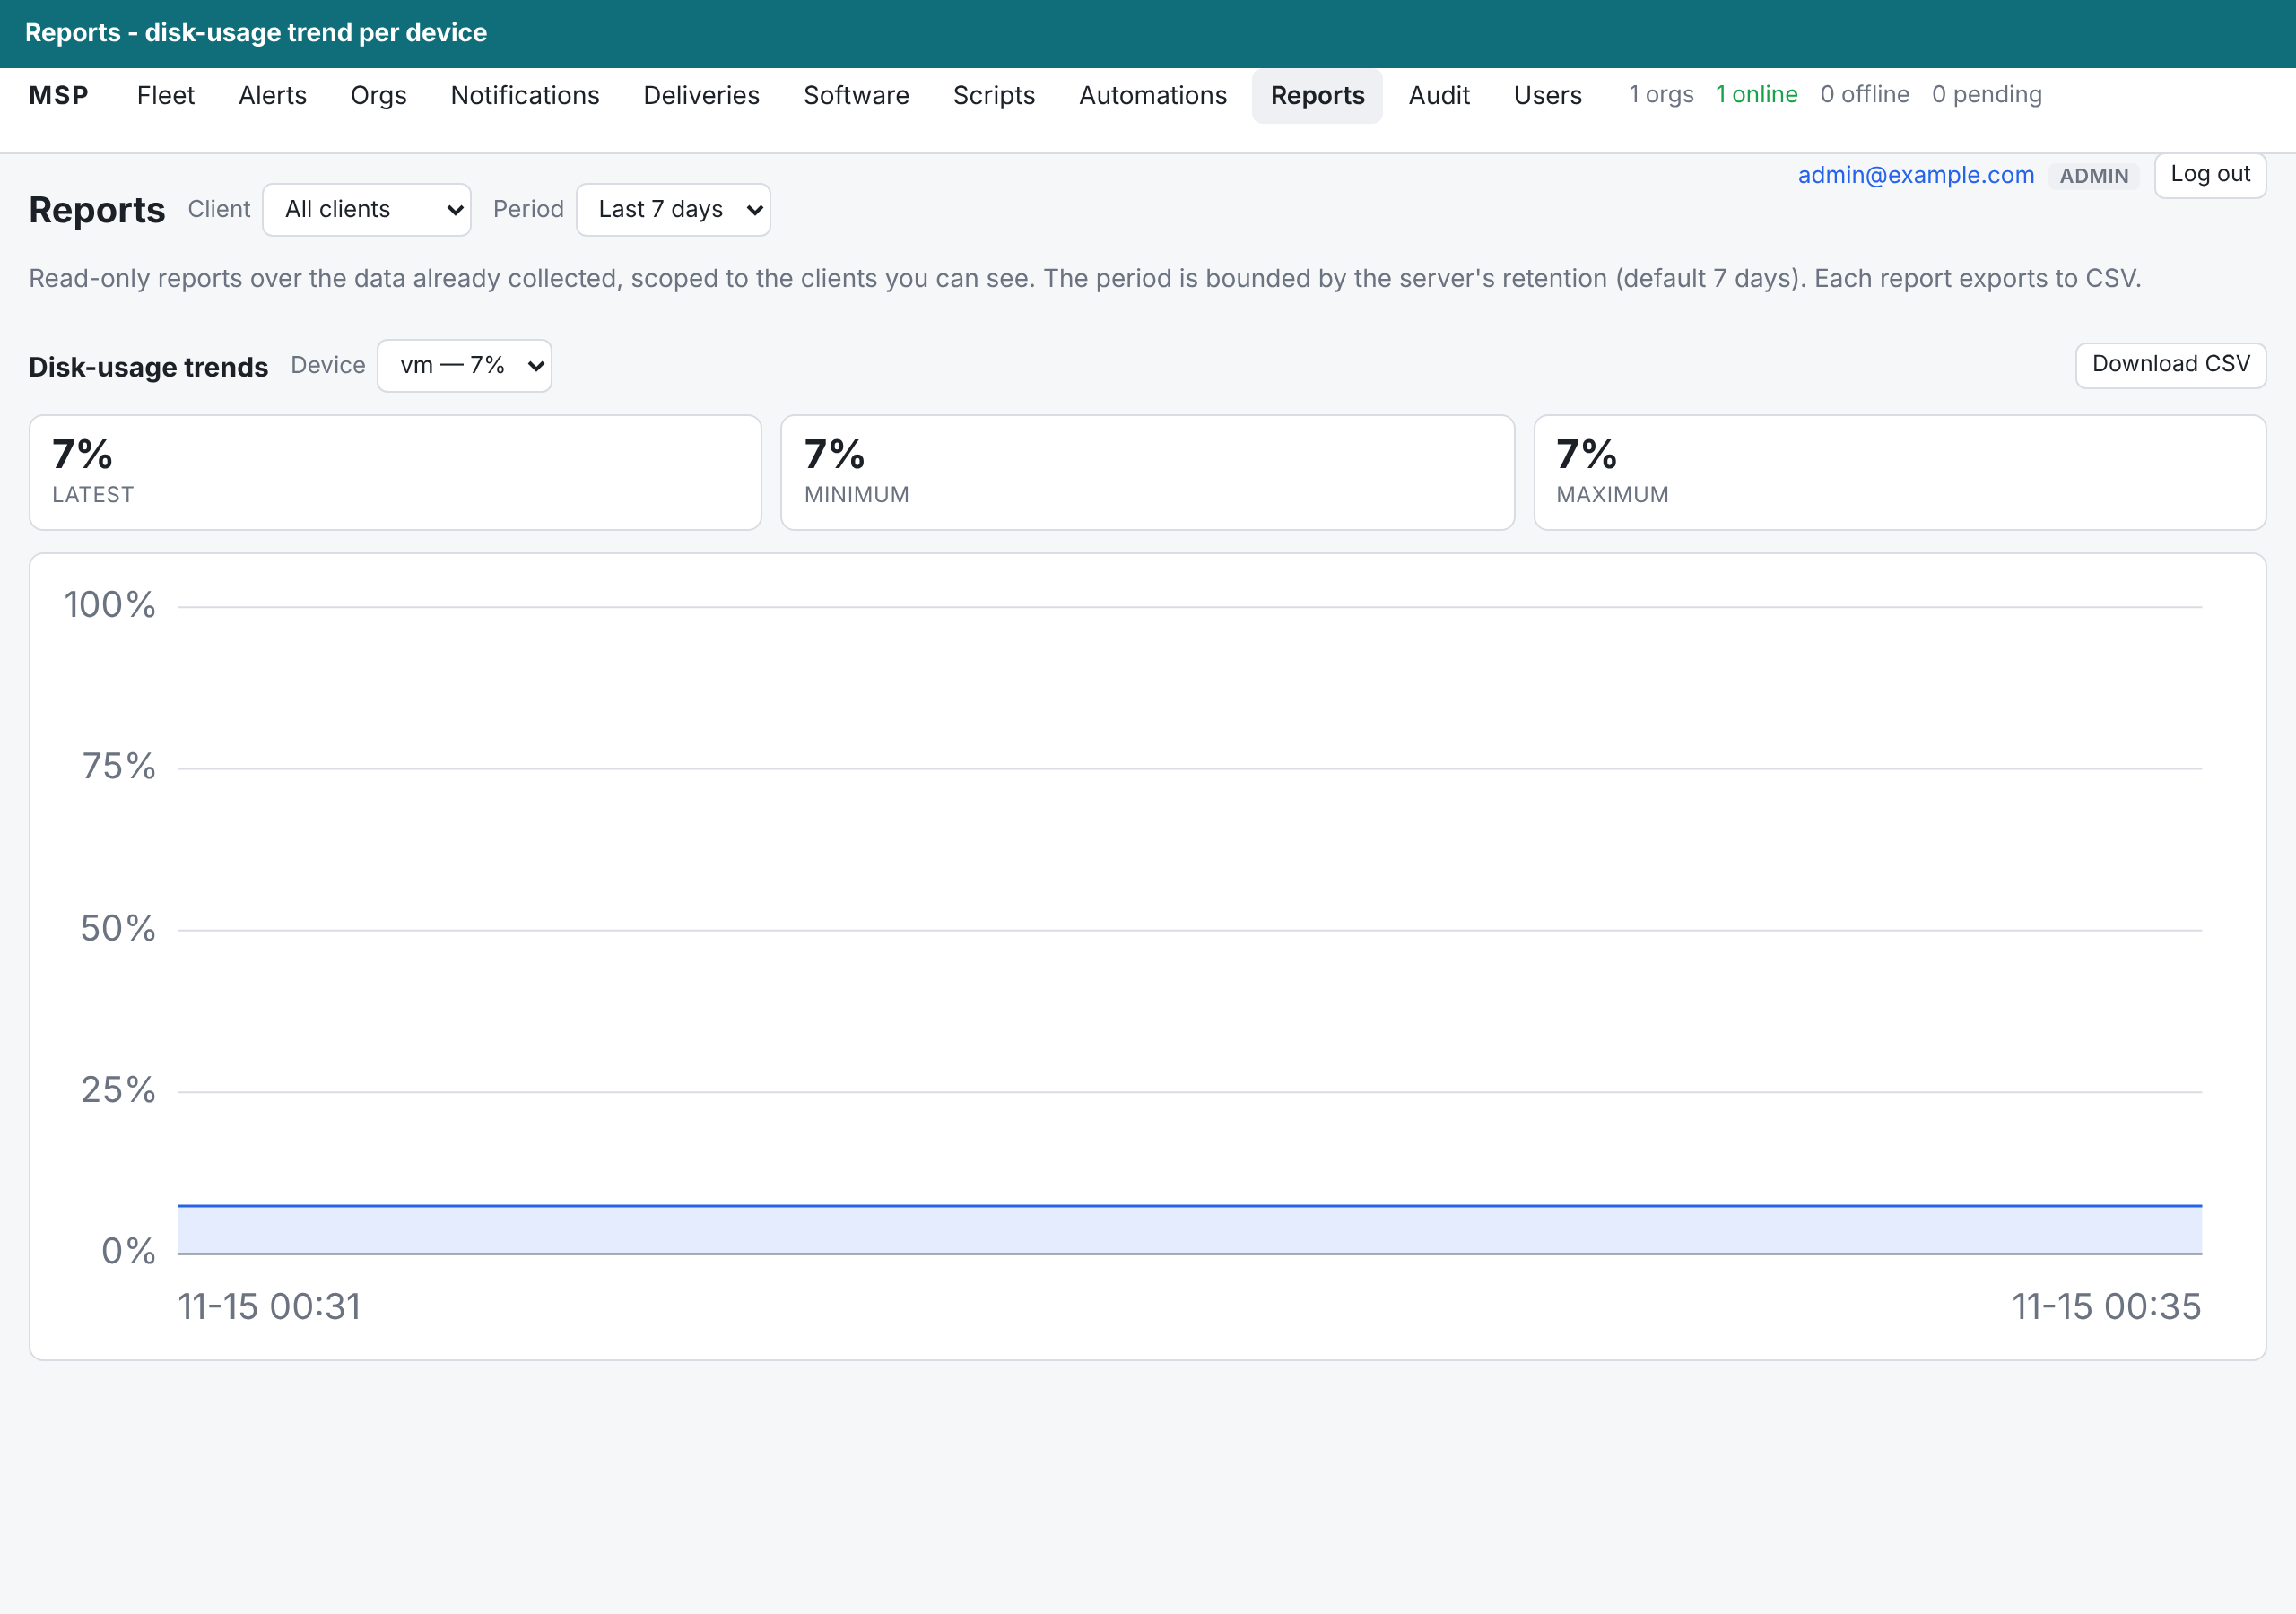 Reports - disk-usage trend per device
MSP Fleet Alerts Orgs Notifications Deliveries Software Scripts Automations Reports Audit Users 1 orgs 1 online 0 offline 0 pending
admin@example.com ADMIN Log out
Reports Client All clients Period Last 7 days
Read-only reports over the data already collected, scoped to the clients you can see. The period is bounded by the server's retention (default 7 days). Each report exports to CSV.
Disk-usage trends Device vm — 7% Download CSV
7% 7% 7%
LATEST MINIMUM MAXIMUM
100%
75%
50%
25%
0%
11-15 00:31 11-15 00:35